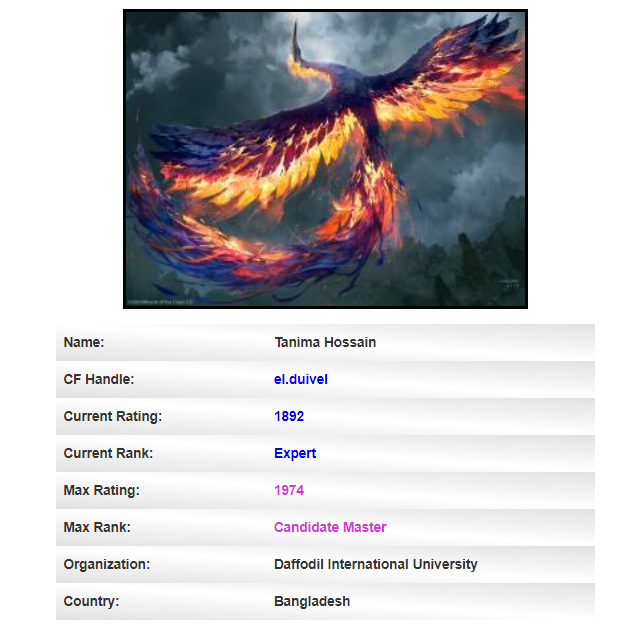 Name: Tanima Hossain
CF Handle: el.duivel
Current Rating: 1892
Current Rank: Expert
Max Rating: 1974
Max Rank: Candidate Master
Organization: Daffodil International University
Country: Bangladesh